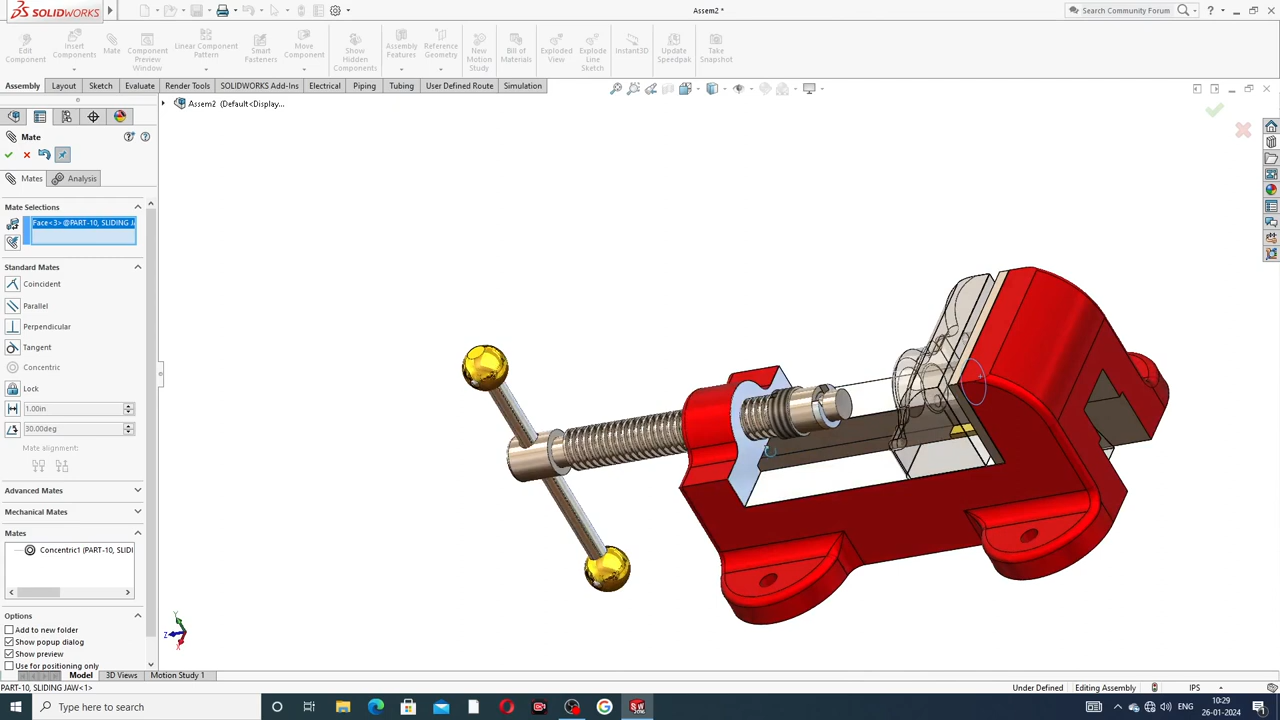 SOLIDWORKS
Assem2 *
Search Community Forum
Edit Component
Insert Components
Mate
Component Preview Window
Linear Component Pattern
Smart Fasteners
Move Component
Show Hidden Components
Assembly Features
Reference Geometry
New Motion Study
Bill of Materials
Exploded View
Explode Line Sketch
Instant3D
Update Speedpak
Take Snapshot
Assembly
Layout
Sketch
Evaluate
Render Tools
SOLIDWORKS Add-Ins
Electrical
Piping
Tubing
User Defined Route
Simulation
Assem2 (Default<Display...
Mate
Mates
Analysis
Mate Selections
Face<3>@PART-10, SLIDING JA
Standard Mates
Coincident
Parallel
Perpendicular
Tangent
Concentric
Lock
1.00in
30.00deg
Mate alignment:
Advanced Mates
Mechanical Mates
Mates
Concentric1 (PART-10, SLIDI
Options
Add to new folder
Show popup dialog
Show preview
Use for positioning only
Y
Z
X
Model
3D Views
Motion Study 1
PART-10, SLIDING JAW<1>
Under Defined
Editing Assembly
IPS
Type here to search
ENG
10:29
26-01-2024